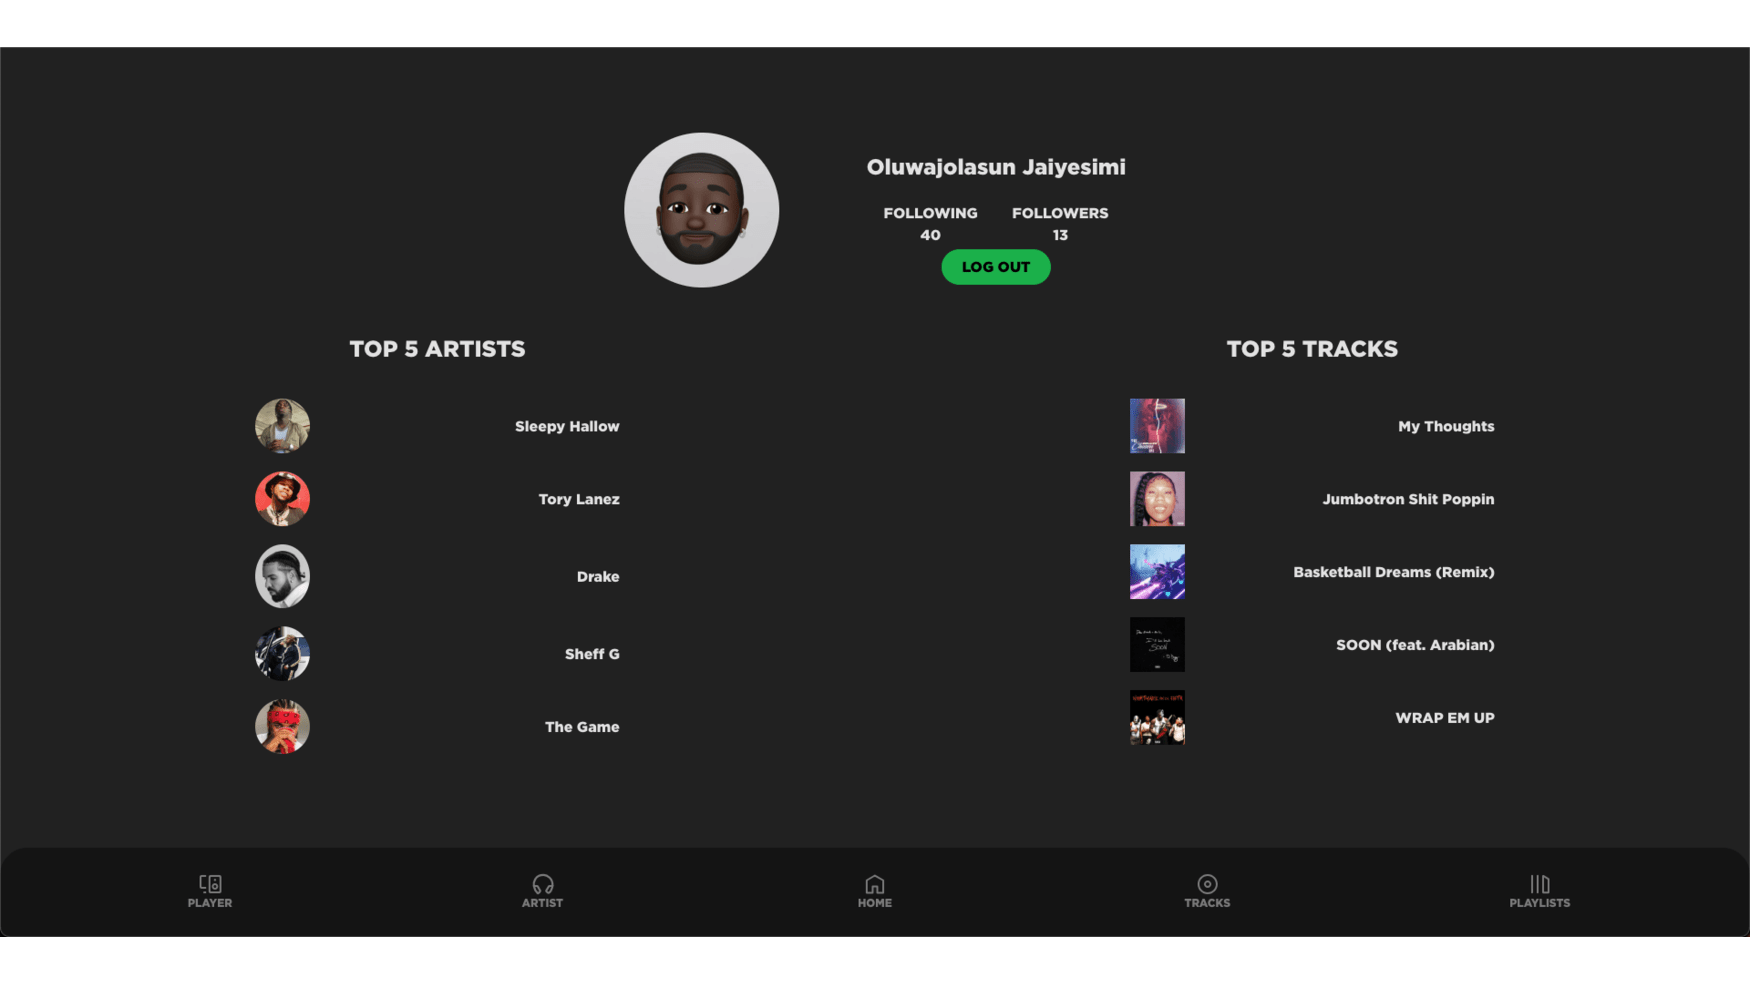 Oluwajolasun Jaiyesimi
FOLLOWING FOLLOWERS
40 13
LOG OUT
TOP 5 ARTISTS
Sleepy Hallow
Tory Lanez
Drake
Sheff G
The Game
TOP 5 TRACKS
My Thoughts
Jumbotron Shit Poppin
Basketball Dreams (Remix)
SOON (feat. Arabian)
WRAP EM UP
PLAYER ARTIST HOME TRACKS PLAYLISTS